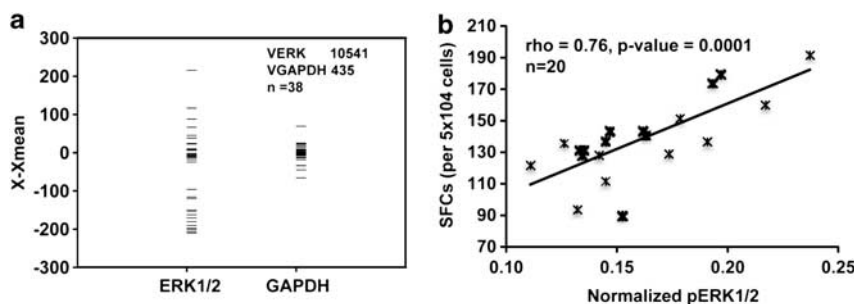 a
300
200
100
0
-100
-200
-300
X-Xmean
VERK 10541
VGAPDH 435
n =38
ERK1/2 GAPDH
b
210
190
170
150
130
110
90
70
SFCs (per 5x104 cells)
rho = 0.76, p-value = 0.0001
n=20
0.10 0.15 0.20 0.25
Normalized pERK1/2